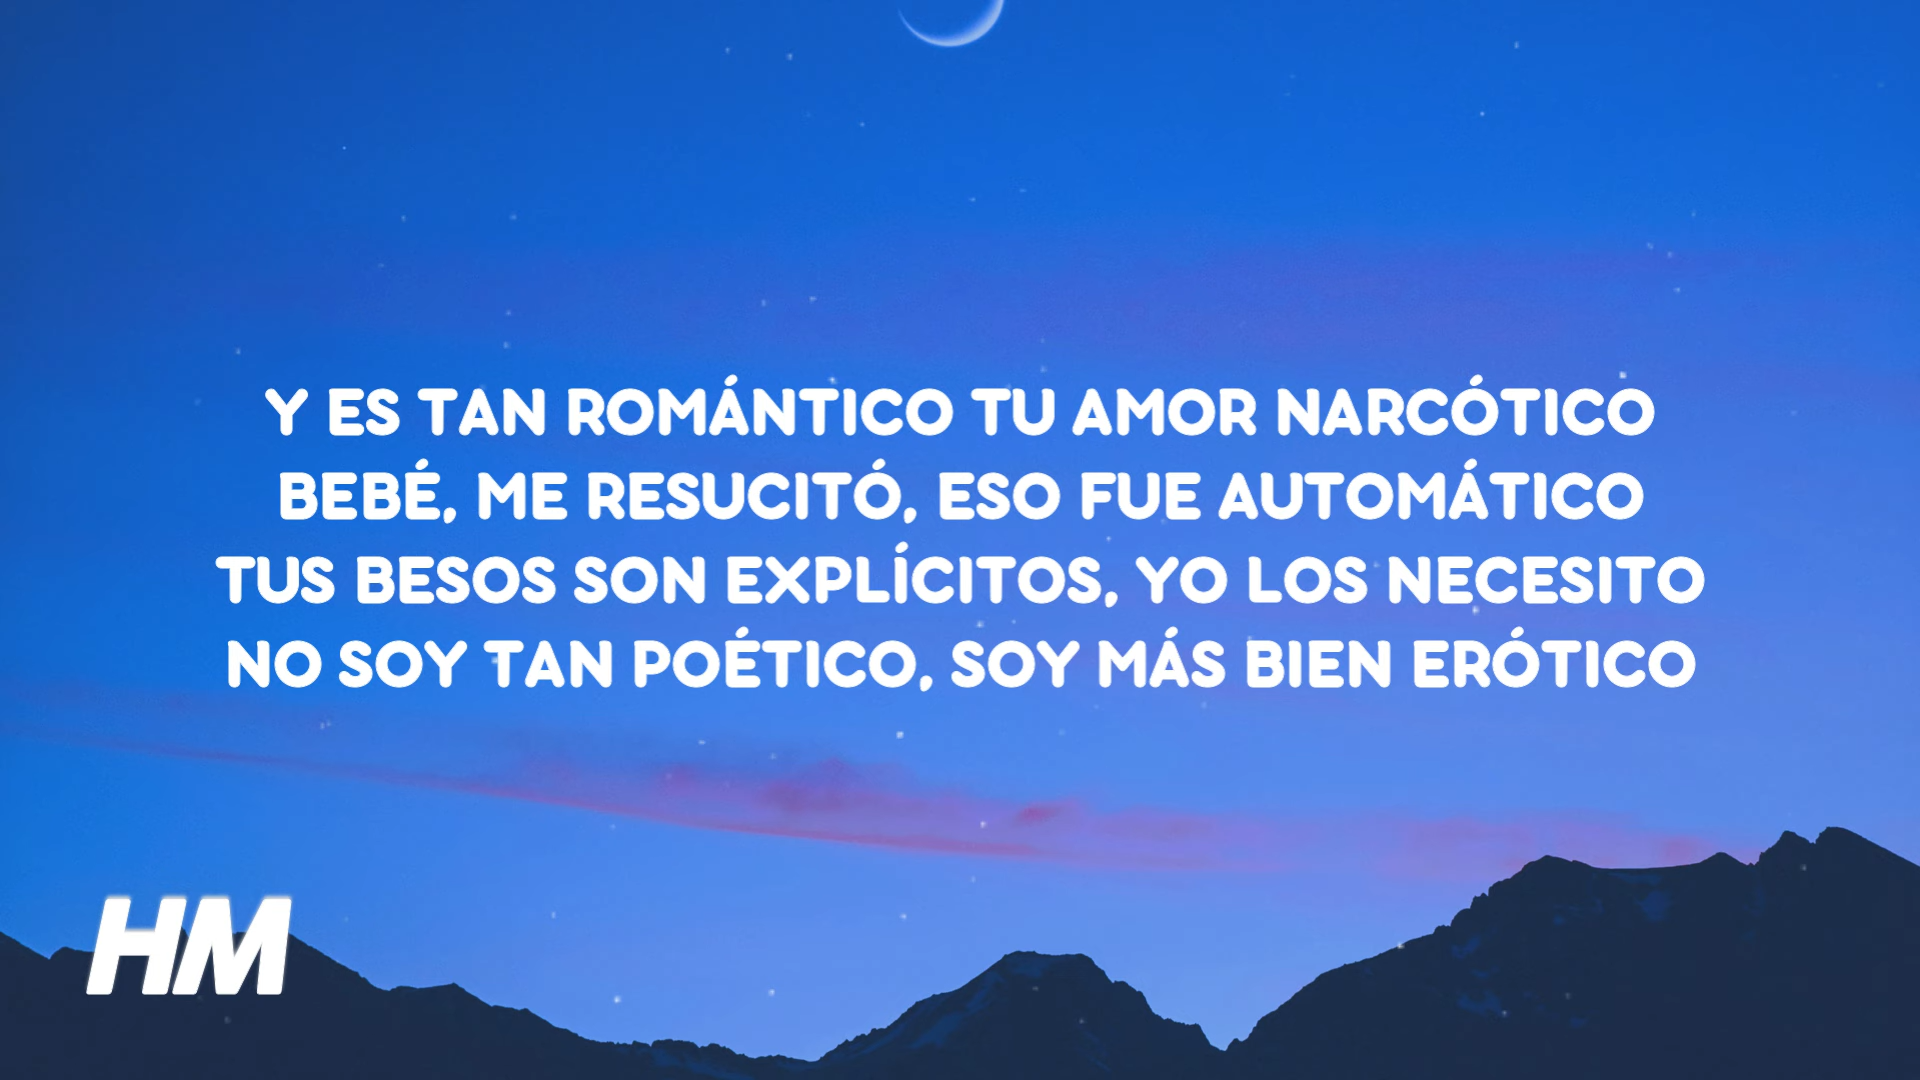 Y ES TAN ROMÁNTICO TU AMOR NARCÓTICO
BEBÉ, ME RESUCITÓ, ESO FUE AUTOMÁTICO
TUS BESOS SON EXPLÍCITOS, YO LOS NECESITO
NO SOY TAN POÉTICO, SOY MÁS BIEN ERÓTICO
HM